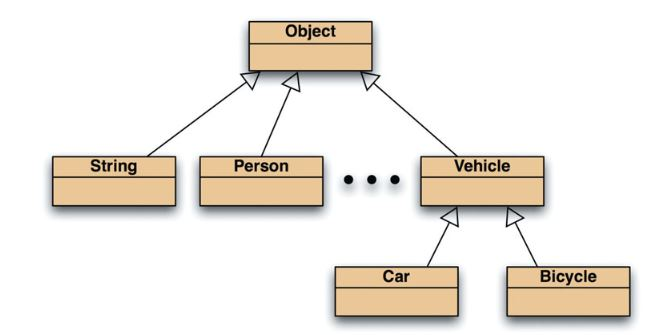 Object
String
Person
Vehicle
Car
Bicycle